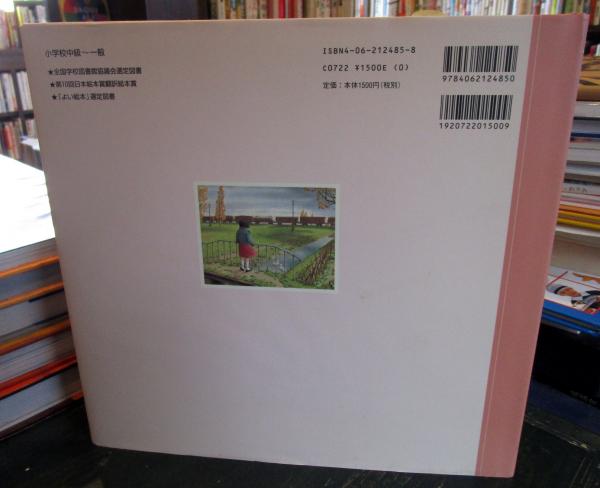 小学校中級〜一般
★全国学校図書館協議会選定図書
★第10回日本絵本賞翻訳絵本賞
★「よい絵本」選定図書
ISBN4-06-212485-8
C0722 ¥1500E (0)
定価：本体1500円(税別)
9784062124850
1920722015009